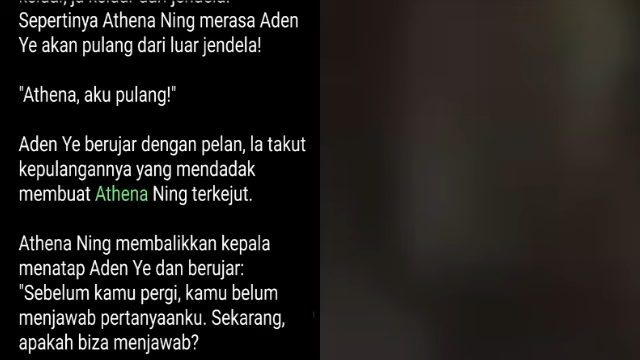 Sepertinya Athena Ning merasa Aden
Ye akan pulang dari luar jendela!
"Athena, aku pulang!"
Aden Ye berujar dengan pelan, Ia takut
kepulangannya yang mendadak
membuat Athena Ning terkejut.
Athena Ning membalikkan kepala
menatap Aden Ye dan berujar:
"Sebelum kamu pergi, kamu belum
menjawab pertanyaanku. Sekarang,
apakah biza menjawab?